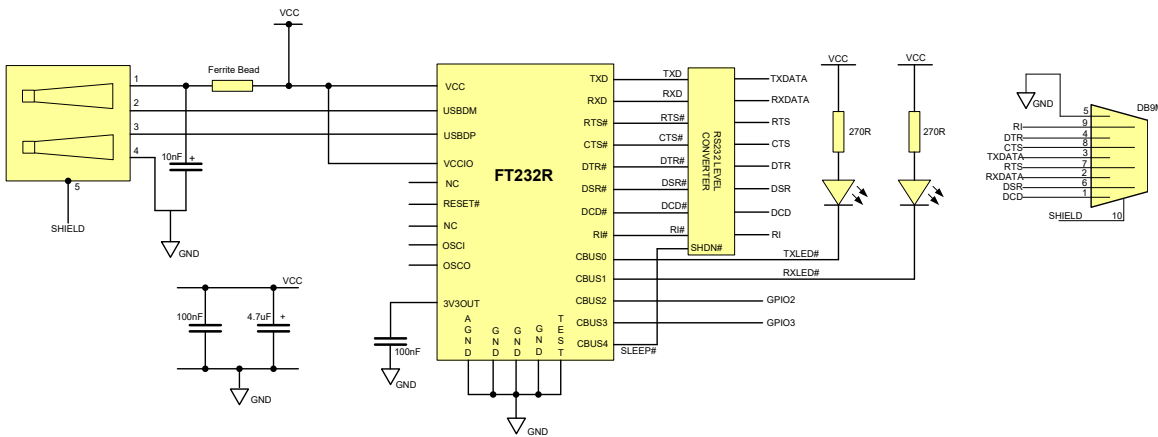 VCC
1
Ferrite Bead
2
3
4
5
SHIELD
10nF
+
GND
VCC
100nF
4.7uF
+
GND
FT232R
VCC
USBDM
USBDP
VCCIO
NC
RESET#
NC
OSCI
OSCO
3V3OUT
100nF
GND
AGND
GND
GND
GND
TEST
GND
TXD
RXD
RTS#
CTS#
DTR#
DSR#
DCD#
RI#
CBUS0
CBUS1
CBUS2
CBUS3
CBUS4
TXD
RXD
RTS#
CTS#
DTR#
DSR#
DCD#
RI#
RS232 LEVEL
CONVERTER
SHDN#
SLEEP#
TXDATA
RXDATA
RTS
CTS
DTR
DSR
DCD
RI
TXLED#
RXLED#
GPIO2
GPIO3
VCC
VCC
270R
270R
GND
DB9M
5
RI 9
DTR 4
CTS 8
TXDATA 3
RTS 7
RXDATA 2
DSR 6
DCD 1
SHIELD 10